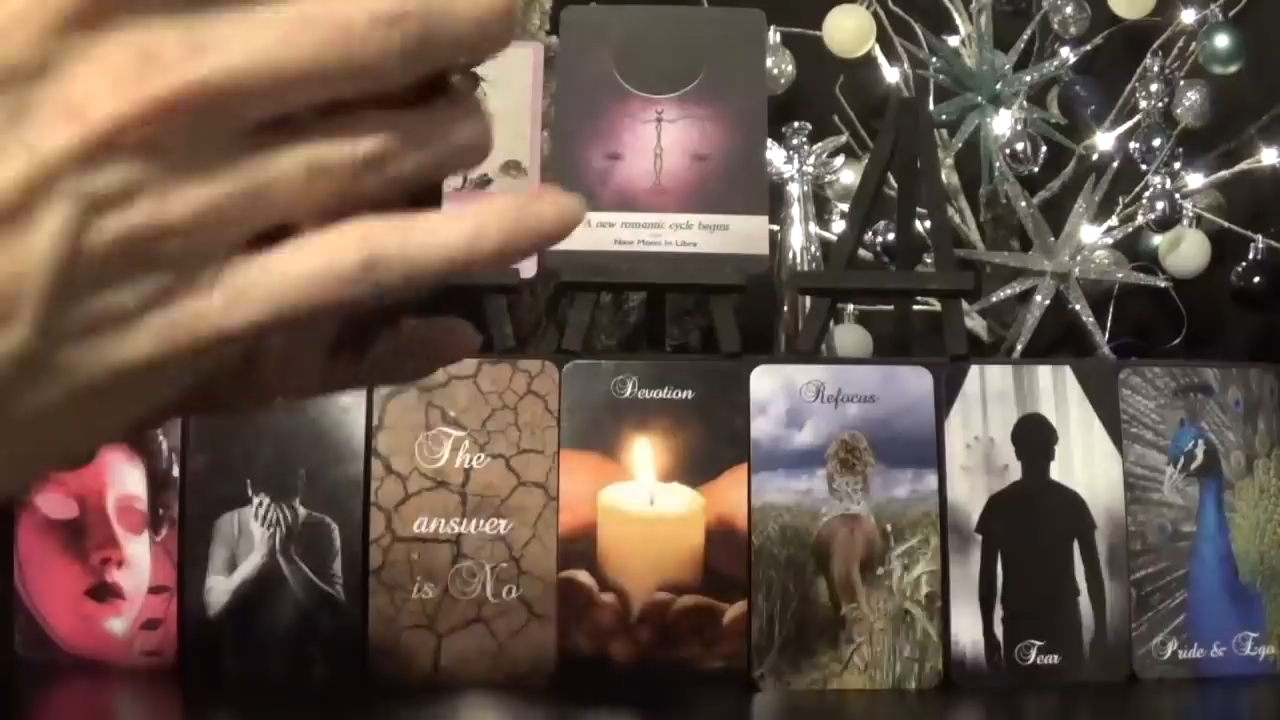 A new romantic cycle begins
New Moon in Libra
The
answer
is No
Devotion
Refocus
Fear
Pride & Ego